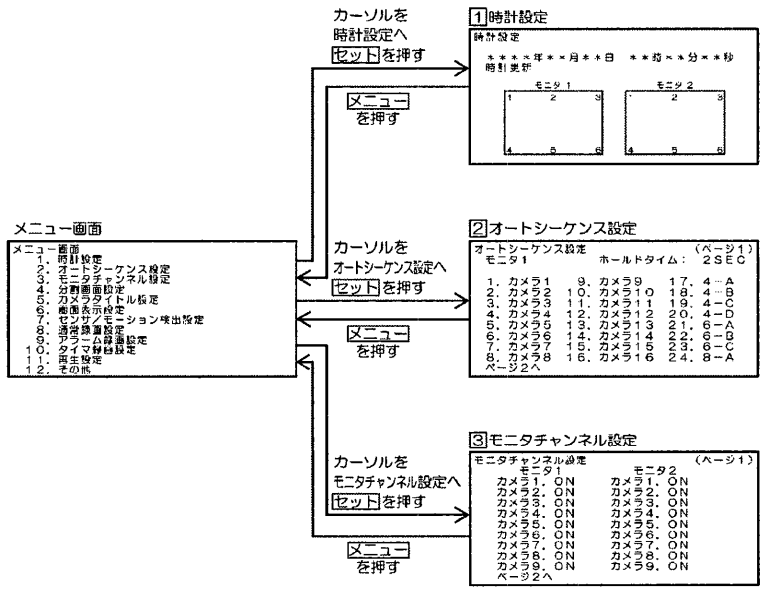 カーソルを
時計設定へ
セットを押す
メニュー
を押す
1 時計設定
時計設定
＊＊＊＊年＊＊月＊＊日　＊＊時＊＊分＊＊秒
時計更新
モニタ１　モニタ２
1 2 3　1 2 3
4 5 6　4 5 6
メニュー画面
メニュー画面
１．時計設定
２．オートシーケンス設定
３．モニタチャンネル設定
４．分割画面設定
５．カメラタイトル設定
６．画面表示設定
７．センサ／モーション検出設定
８．通常録画設定
９．アラーム録画設定
１０．タイマ録画設定
１１．再生設定
１２．その他
カーソルを
オートシーケンス設定へ
セットを押す
メニュー
を押す
2 オートシーケンス設定
オートシーケンス設定　（ページ１）
モニタ１　ホールドタイム：　２ＳＥＣ
１．カメラ１　９．カメラ９　１７．４－Ａ
２．カメラ２　１０．カメラ１０　１８．４－Ｂ
３．カメラ３　１１．カメラ１１　１９．４－Ｃ
４．カメラ４　１２．カメラ１２　２０．４－Ｄ
５．カメラ５　１３．カメラ１３　２１．６－Ａ
６．カメラ６　１４．カメラ１４　２２．６－Ｂ
７．カメラ７　１５．カメラ１５　２３．６－Ｃ
８．カメラ８　１６．カメラ１６　２４．８－Ａ
ページ２へ
カーソルを
モニタチャンネル設定へ
セットを押す
メニュー
を押す
3 モニタチャンネル設定
モニタチャンネル設定　（ページ１）
モニタ１　モニタ２
カメラ１．ＯＮ　カメラ１．ＯＮ
カメラ２．ＯＮ　カメラ２．ＯＮ
カメラ３．ＯＮ　カメラ３．ＯＮ
カメラ４．ＯＮ　カメラ４．ＯＮ
カメラ５．ＯＮ　カメラ５．ＯＮ
カメラ６．ＯＮ　カメラ６．ＯＮ
カメラ７．ＯＮ　カメラ７．ＯＮ
カメラ８．ＯＮ　カメラ８．ＯＮ
カメラ９．ＯＮ　カメラ９．ＯＮ
ページ２へ